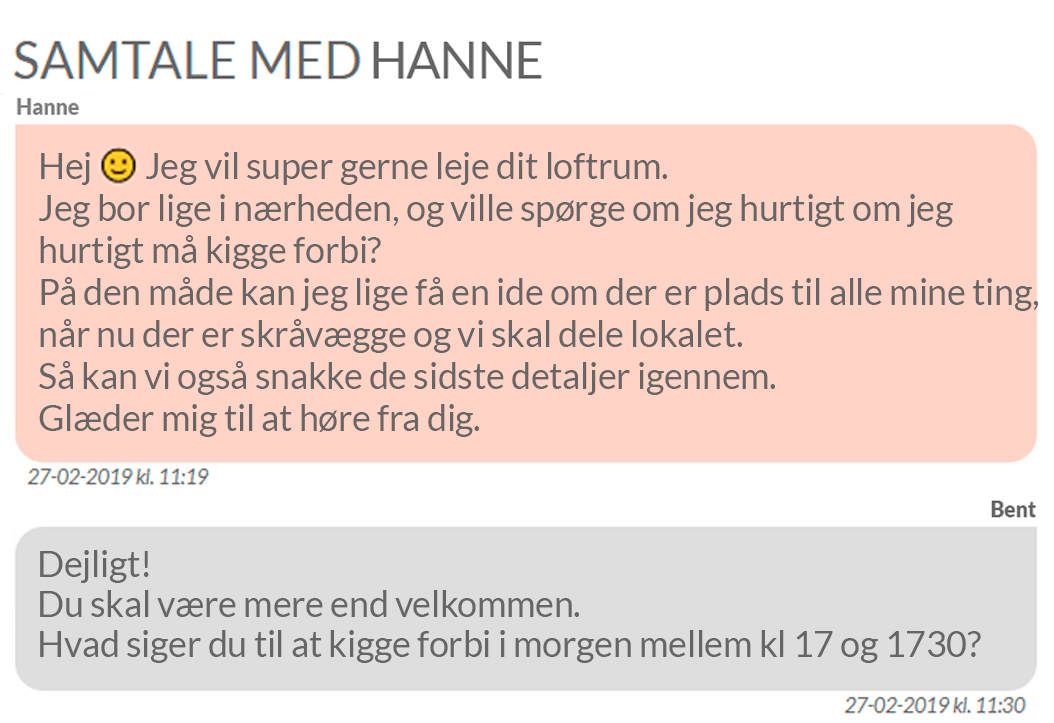 SAMTALE MED HANNE
Hanne
Hej 🙂 Jeg vil super gerne leje dit loftrum.
Jeg bor lige i nærheden, og ville spørge om jeg hurtigt om jeg
hurtigt må kigge forbi?
På den måde kan jeg lige få en ide om der er plads til alle mine ting,
når nu der er skråvægge og vi skal dele lokalet.
Så kan vi også snakke de sidste detaljer igennem.
Glæder mig til at høre fra dig.
27-02-2019 kl. 11:19
Bent
Dejligt!
Du skal være mere end velkommen.
Hvad siger du til at kigge forbi i morgen mellem kl 17 og 1730?
27-02-2019 kl. 11:30